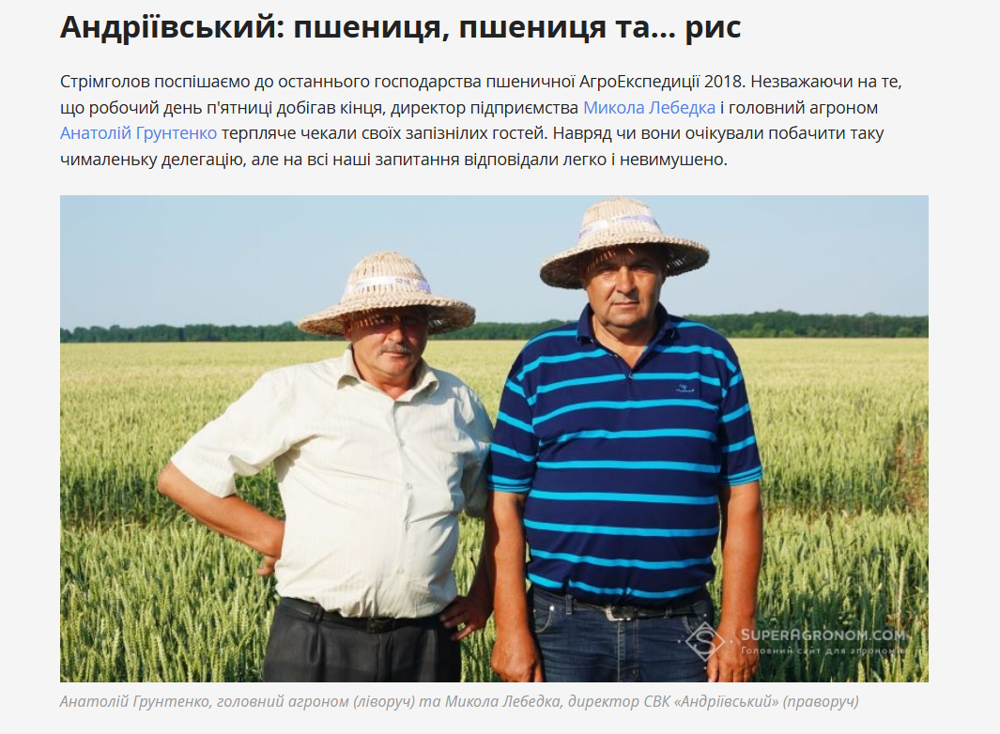 Андріївський: пшениця, пшениця та... рис
Стрімголов поспішаємо до останнього господарства пшеничної АгроЕкспедиції 2018. Незважаючи на те,
що робочий день п'ятниці добігав кінця, директор підприємства Микола Лебедка і головний агроном
Анатолій Грунтенко терпляче чекали своїх запізнілих гостей. Навряд чи вони очікували побачити таку
чималеньку делегацію, але на всі наші запитання відповідали легко і невимушено.
SUPERAGRONOM.COM
Головний сайт для агрономів
Анатолій Грунтенко, головний агроном (ліворуч) та Микола Лебедка, директор СВК «Андріївський» (праворуч)